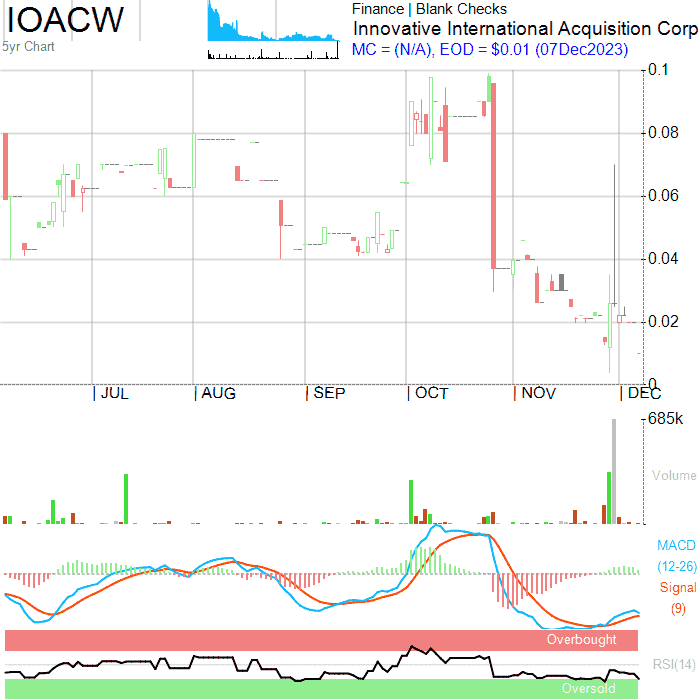 IOACW
5yr Chart
Finance | Blank Checks
Innovative International Acquisition Corp
MC = (N/A), EOD = $0.01 (07Dec2023)
0.1
0.08
0.06
0.04
0.02
0
JUL AUG SEP OCT NOV DEC
685k
Volume
MACD
(12-26)
Signal
(9)
Overbought
RSI(14)
Oversold